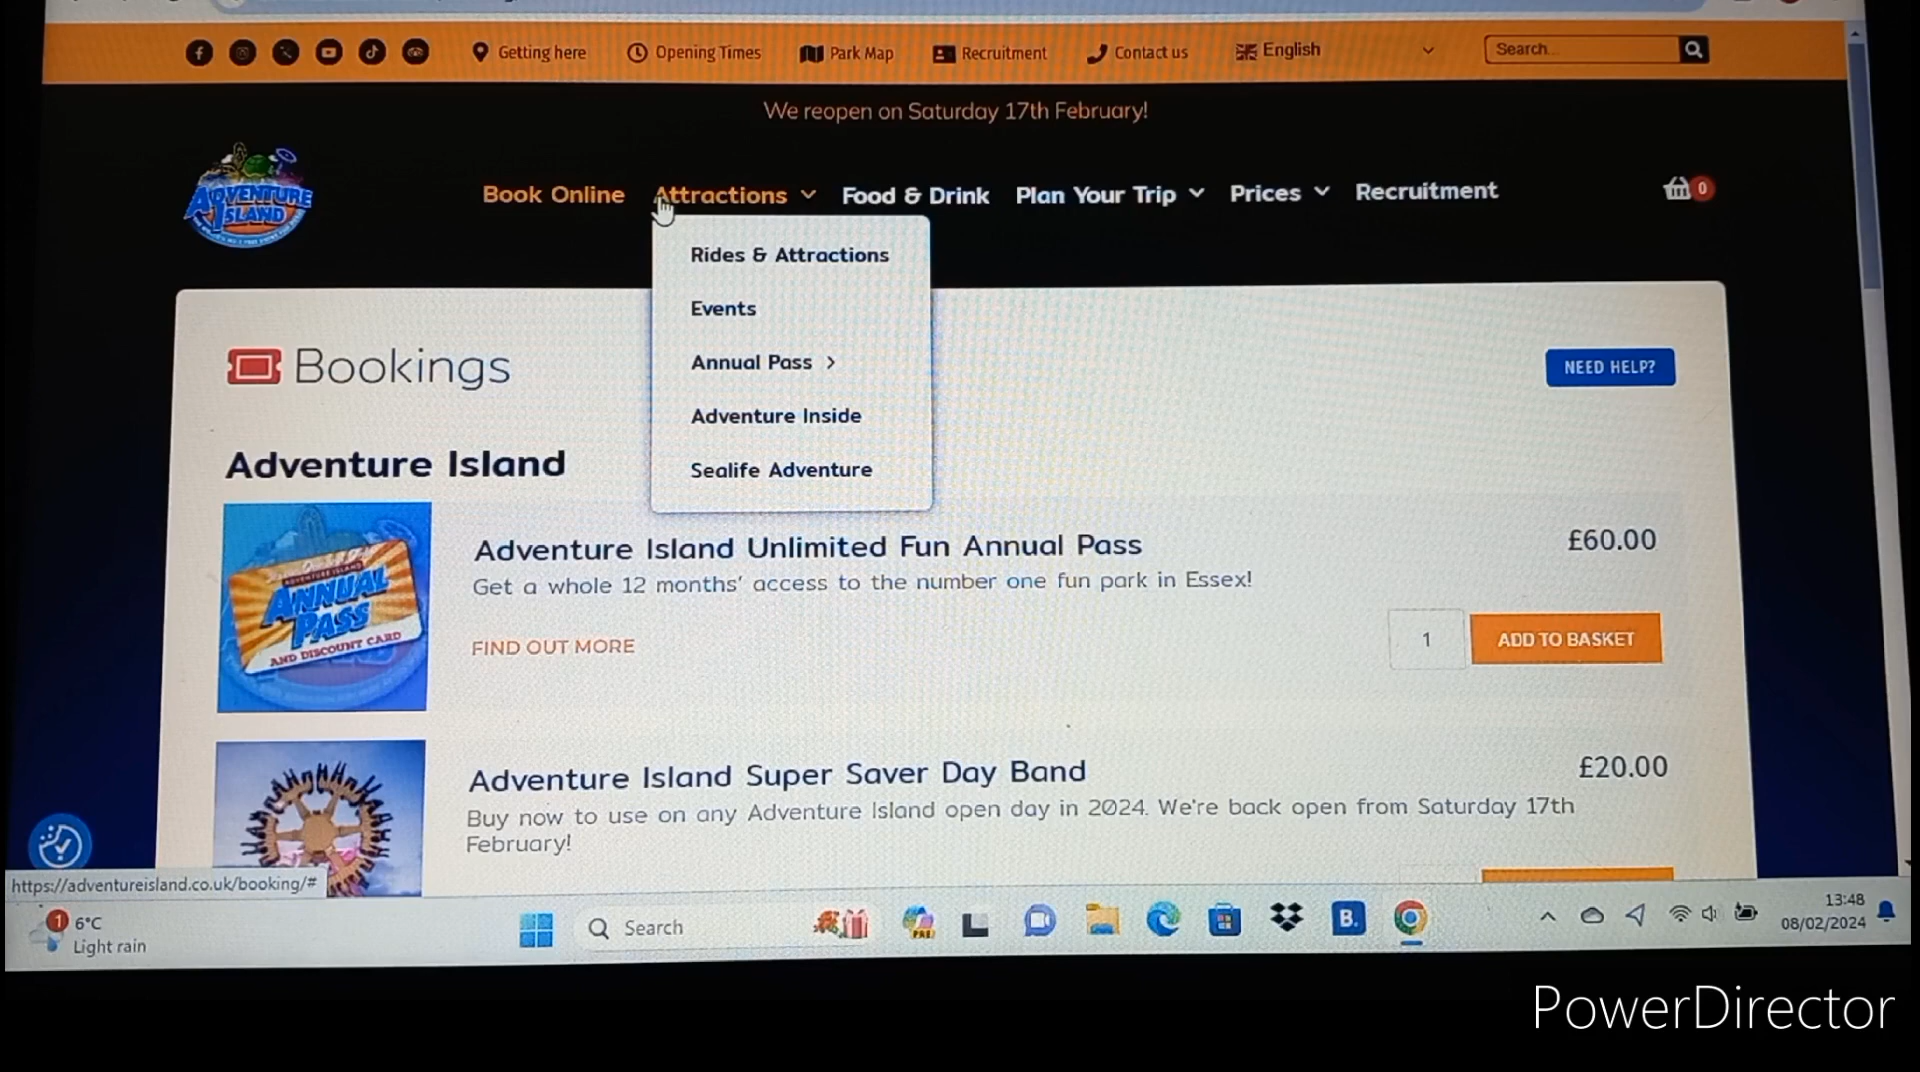 Getting here
Opening Times
Park Map
Recruitment
Contact us
English
Search...
We reopen on Saturday 17th February!
ADVENTURE
ISLAND
Book Online
Attractions
Food & Drink
Plan Your Trip
Prices
Recruitment
0
Rides & Attractions
Events
Annual Pass
Adventure Inside
Sealife Adventure
Bookings
NEED HELP?
Adventure Island
ADVENTURE ISLAND
ANNUAL
PASS
AND DISCOUNT CARD
Adventure Island Unlimited Fun Annual Pass
£60.00
Get a whole 12 months' access to the number one fun park in Essex!
FIND OUT MORE
1
ADD TO BASKET
Adventure Island Super Saver Day Band
£20.00
Buy now to use on any Adventure Island open day in 2024. We're back open from Saturday 17th
February!
https://adventureisland.co.uk/booking/#
1
6°C
Light rain
Search
PRE
B.
13:48
08/02/2024
PowerDirector